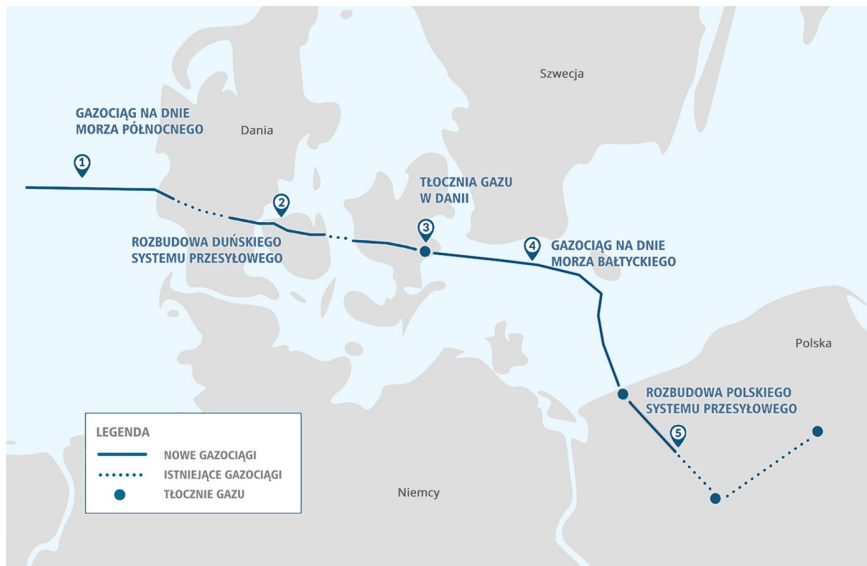 Szwecja
GAZOCIĄG NA DNIE
MORZA PÓŁNOCNEGO
Dania
1
TŁOCZNIA GAZU
W DANII
2
3
ROZBUDOWA DUŃSKIEGO
SYSTEMU PRZESYŁOWEGO
4
GAZOCIĄG NA DNIE
MORZA BAŁTYCKIEGO
Polska
ROZBUDOWA POLSKIEGO
SYSTEMU PRZESYŁOWEGO
5
LEGENDA
NOWE GAZOCIĄGI
ISTNIEJĄCE GAZOCIĄGI
TŁOCZNIE GAZU
Niemcy